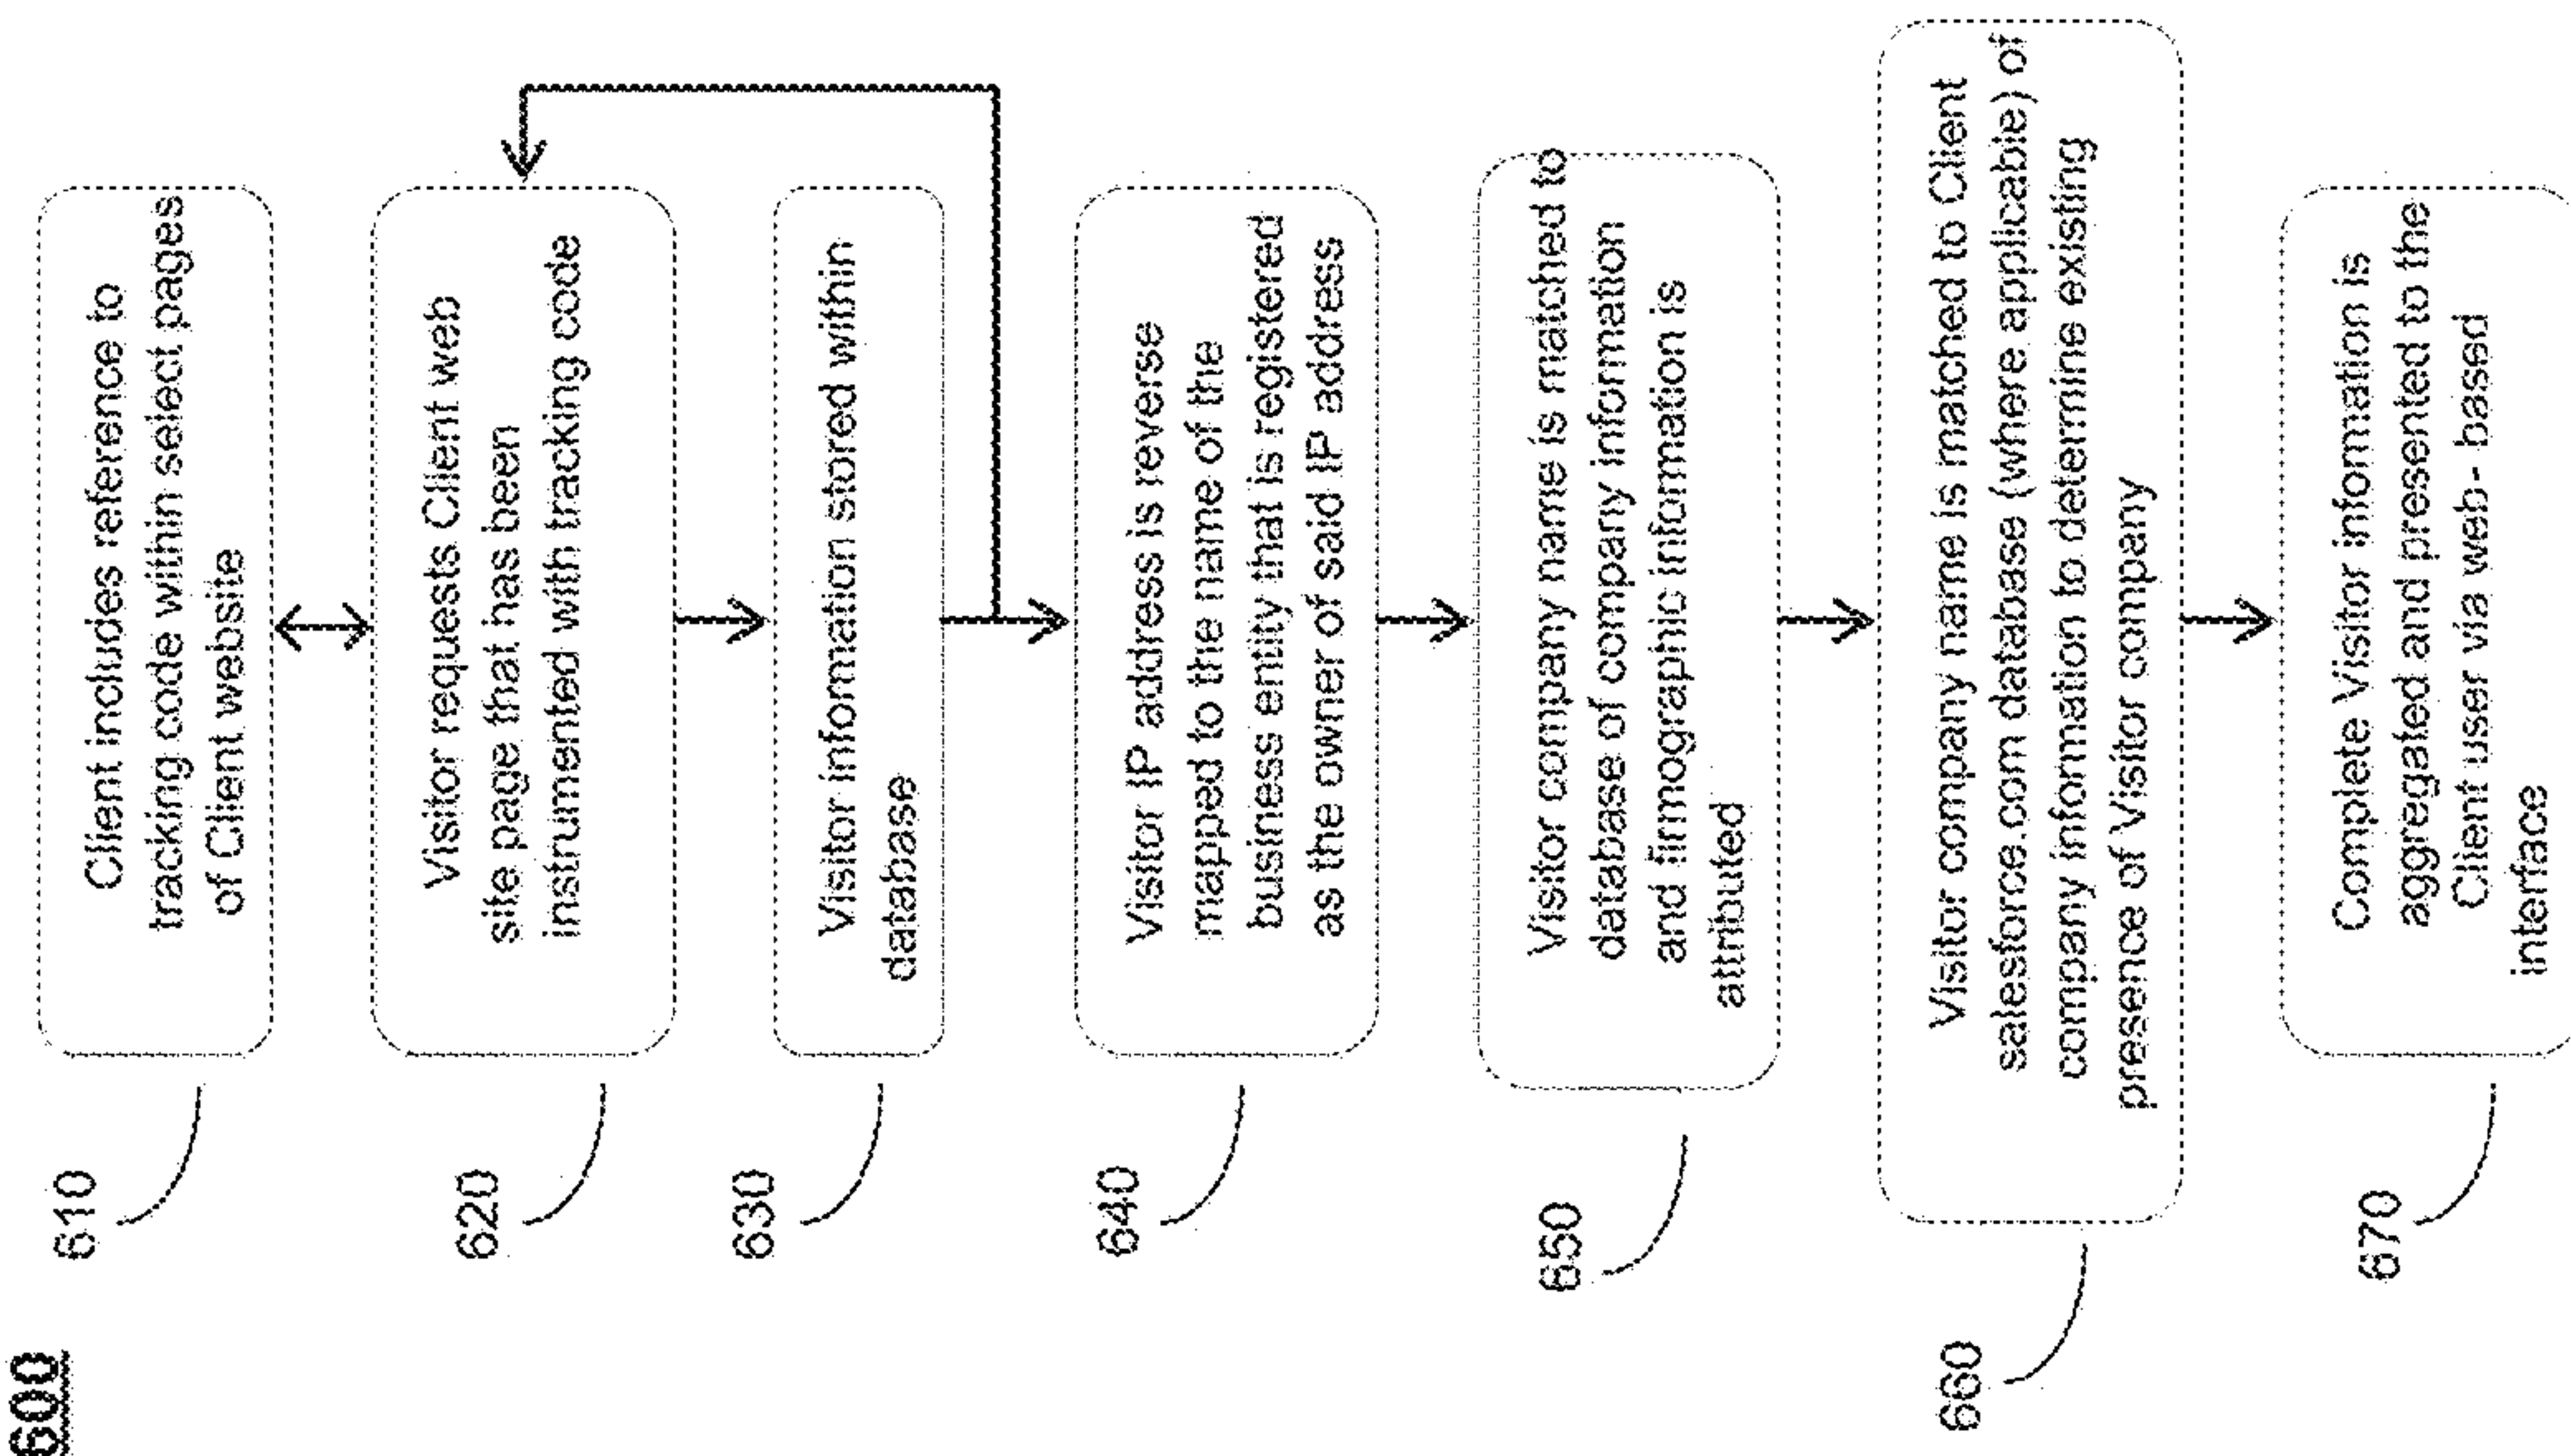 600
610
Client includes reference to
tracking code within select pages
of Client website
620
Visitor requests Client web
site page that has been
instrumented with tracking code
630
Visitor information stored within
database
640
Visitor IP address is reverse
mapped to the name of the
business entity that is registered
as the owner of said IP address
650
Visitor company name is matched to
database of company information
and firmographic information is
attributed
660
Visitor company name is matched to Client
salesforce.com database (where applicable) of
company information to determine existing
presence of Visitor company
670
Complete Visitor information is
aggregated and presented to the
Client user via web- based
interface